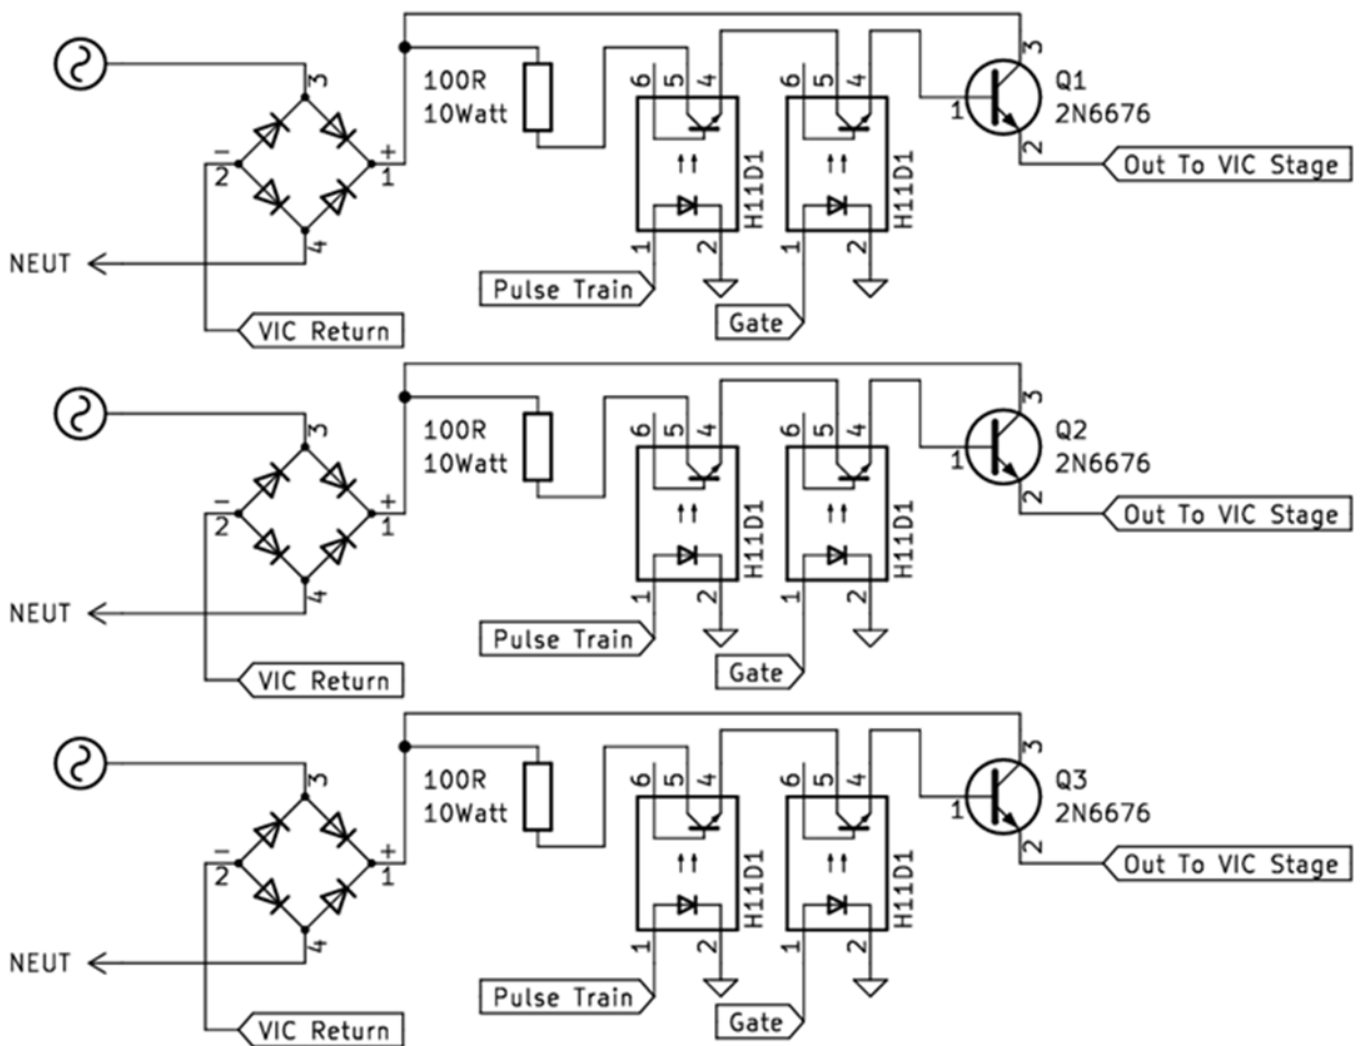 3
100R
10Watt
6
5
4
H11D1
6
5
4
H11D1
3
Q1
2N6676
1
2
Out To VIC Stage
-
2
+
1
4
NEUT
1
2
1
2
Pulse Train
Gate
VIC Return
3
100R
10Watt
6
5
4
H11D1
6
5
4
H11D1
3
Q2
2N6676
1
2
Out To VIC Stage
-
2
+
1
4
NEUT
1
2
1
2
Pulse Train
Gate
VIC Return
3
100R
10Watt
6
5
4
H11D1
6
5
4
H11D1
3
Q3
2N6676
1
2
Out To VIC Stage
-
2
+
1
4
NEUT
1
2
1
2
Pulse Train
Gate
VIC Return